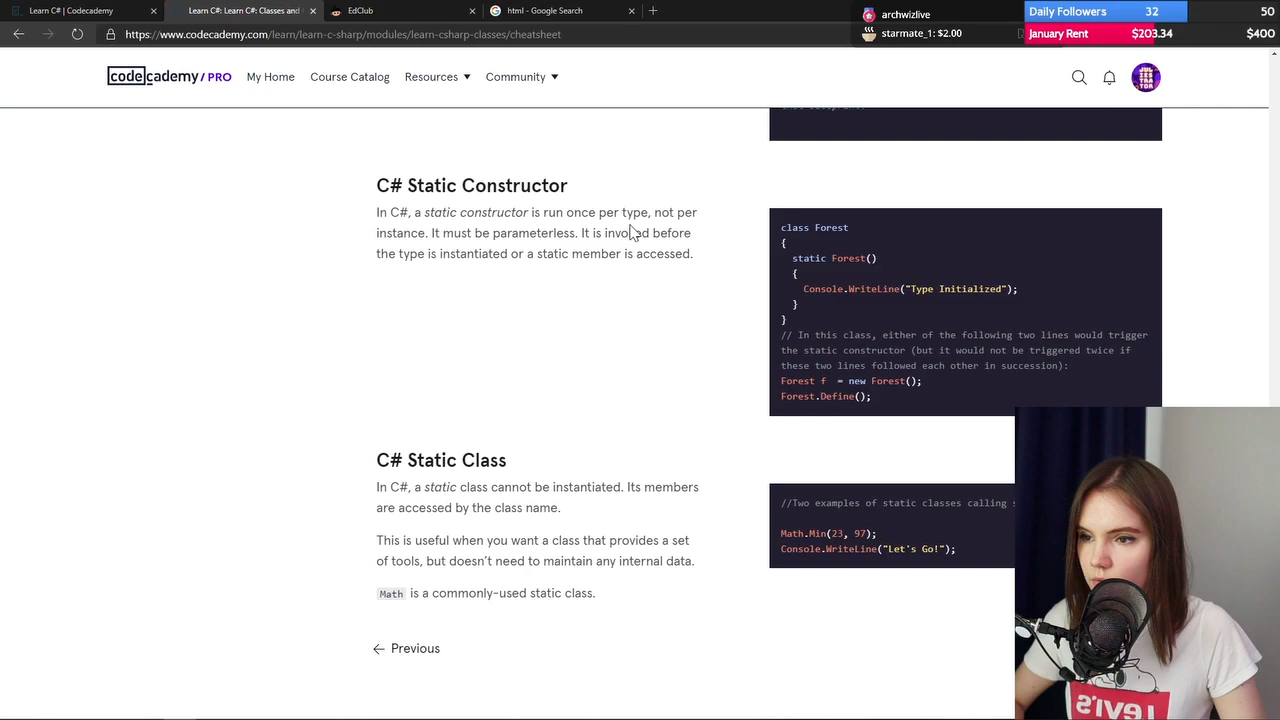 Learn C# | Codecademy
Learn C#: Learn C#: Classes and
EdClub
html - Google Search
https://www.codecademy.com/learn/learn-c-sharp/modules/learn-csharp-classes/cheatsheet
archwizlive
starmate_1: $2.00
Daily Followers 32 50
January Rent $203.34 $400
codecademy / PRO
My Home
Course Catalog
Resources
Community
JULI
ESTRA
TOR
C# Static Constructor
In C#, a static constructor is run once per type, not per
instance. It must be parameterless. It is invoked before
the type is instantiated or a static member is accessed.
class Forest
{
static Forest()
{
Console.WriteLine("Type Initialized");
}
}
// In this class, either of the following two lines would trigger
the static constructor (but it would not be triggered twice if
these two lines followed each other in succession):
Forest f = new Forest();
Forest.Define();
C# Static Class
In C#, a static class cannot be instantiated. Its members
are accessed by the class name.
This is useful when you want a class that provides a set
of tools, but doesn't need to maintain any internal data.
Math is a commonly-used static class.
//Two examples of static classes calling
Math.Min(23, 97);
Console.WriteLine("Let's Go!");
← Previous
Levi's